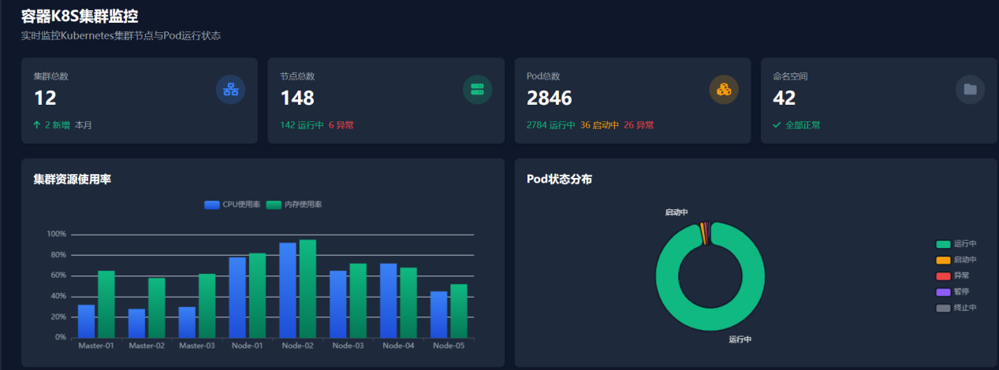 容器K8S集群监控
实时监控Kubernetes集群节点与Pod运行状态
集群总数
12
2 新增 本月
节点总数
148
142 运行中 6 异常
Pod总数
2846
2784 运行中 36 启动中 26 异常
命名空间
42
全部正常
集群资源使用率
CPU使用率 内存使用率
100%
80%
60%
40%
20%
0%
Master-01 Master-02 Master-03 Node-01 Node-02 Node-03 Node-04 Node-05
Pod状态分布
启动中
运行中
运行中
启动中
异常
暂停
终止中